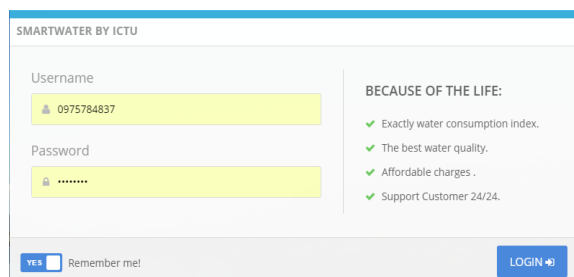 SMARTWATER BY ICTU
Username
0975784837
Password
••••••••
YES Remember me!
BECAUSE OF THE LIFE:
Exactly water consumption index.
The best water quality.
Affordable charges .
Support Customer 24/24.
LOGIN